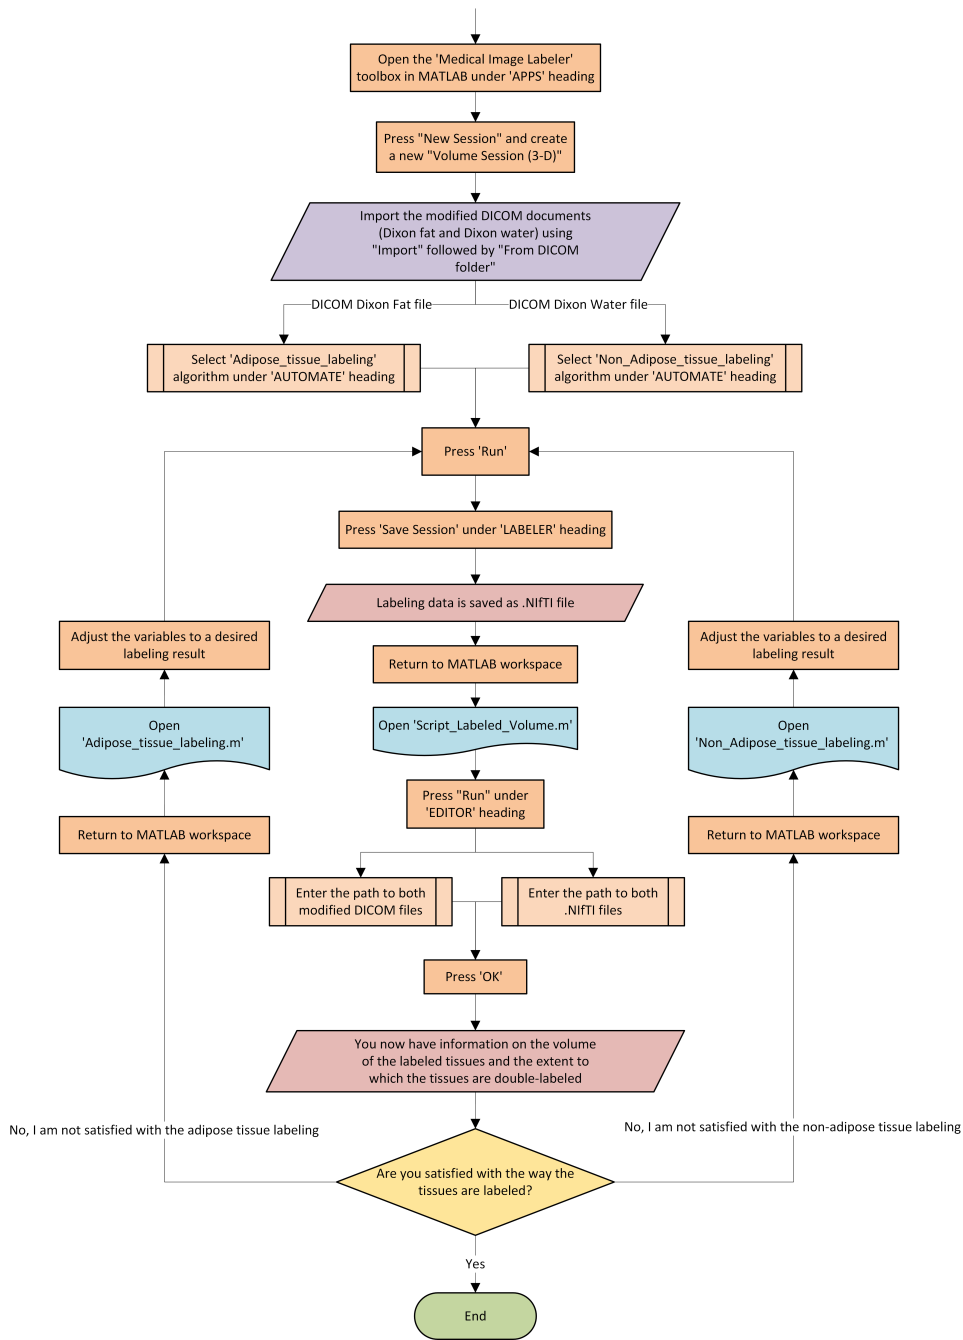 Open the 'Medical Image Labeler'
toolbox in MATLAB under 'APPS' heading
Press "New Session" and create
a new "Volume Session (3-D)"
Import the modified DICOM documents
(Dixon fat and Dixon water) using
"Import" followed by "From DICOM
folder"
DICOM Dixon Fat file
DICOM Dixon Water file
Select 'Adipose_tissue_labeling'
algorithm under 'AUTOMATE' heading
Select 'Non_Adipose_tissue_labeling'
algorithm under 'AUTOMATE' heading
Press 'Run'
Press 'Save Session' under 'LABELER' heading
Labeling data is saved as .NIfTI file
Adjust the variables to a desired
labeling result
Return to MATLAB workspace
Adjust the variables to a desired
labeling result
Open
'Adipose_tissue_labeling.m'
Open 'Script_Labeled_Volume.m'
Open
'Non_Adipose_tissue_labeling.m'
Press "Run" under
'EDITOR' heading
Return to MATLAB workspace
Return to MATLAB workspace
Enter the path to both
modified DICOM files
Enter the path to both
.NIfTI files
Press 'OK'
You now have information on the volume
of the labeled tissues and the extent to
which the tissues are double-labeled
No, I am not satisfied with the adipose tissue labeling
No, I am not satisfied with the non-adipose tissue labeling
Are you satisfied with the way the
tissues are labeled?
Yes
End